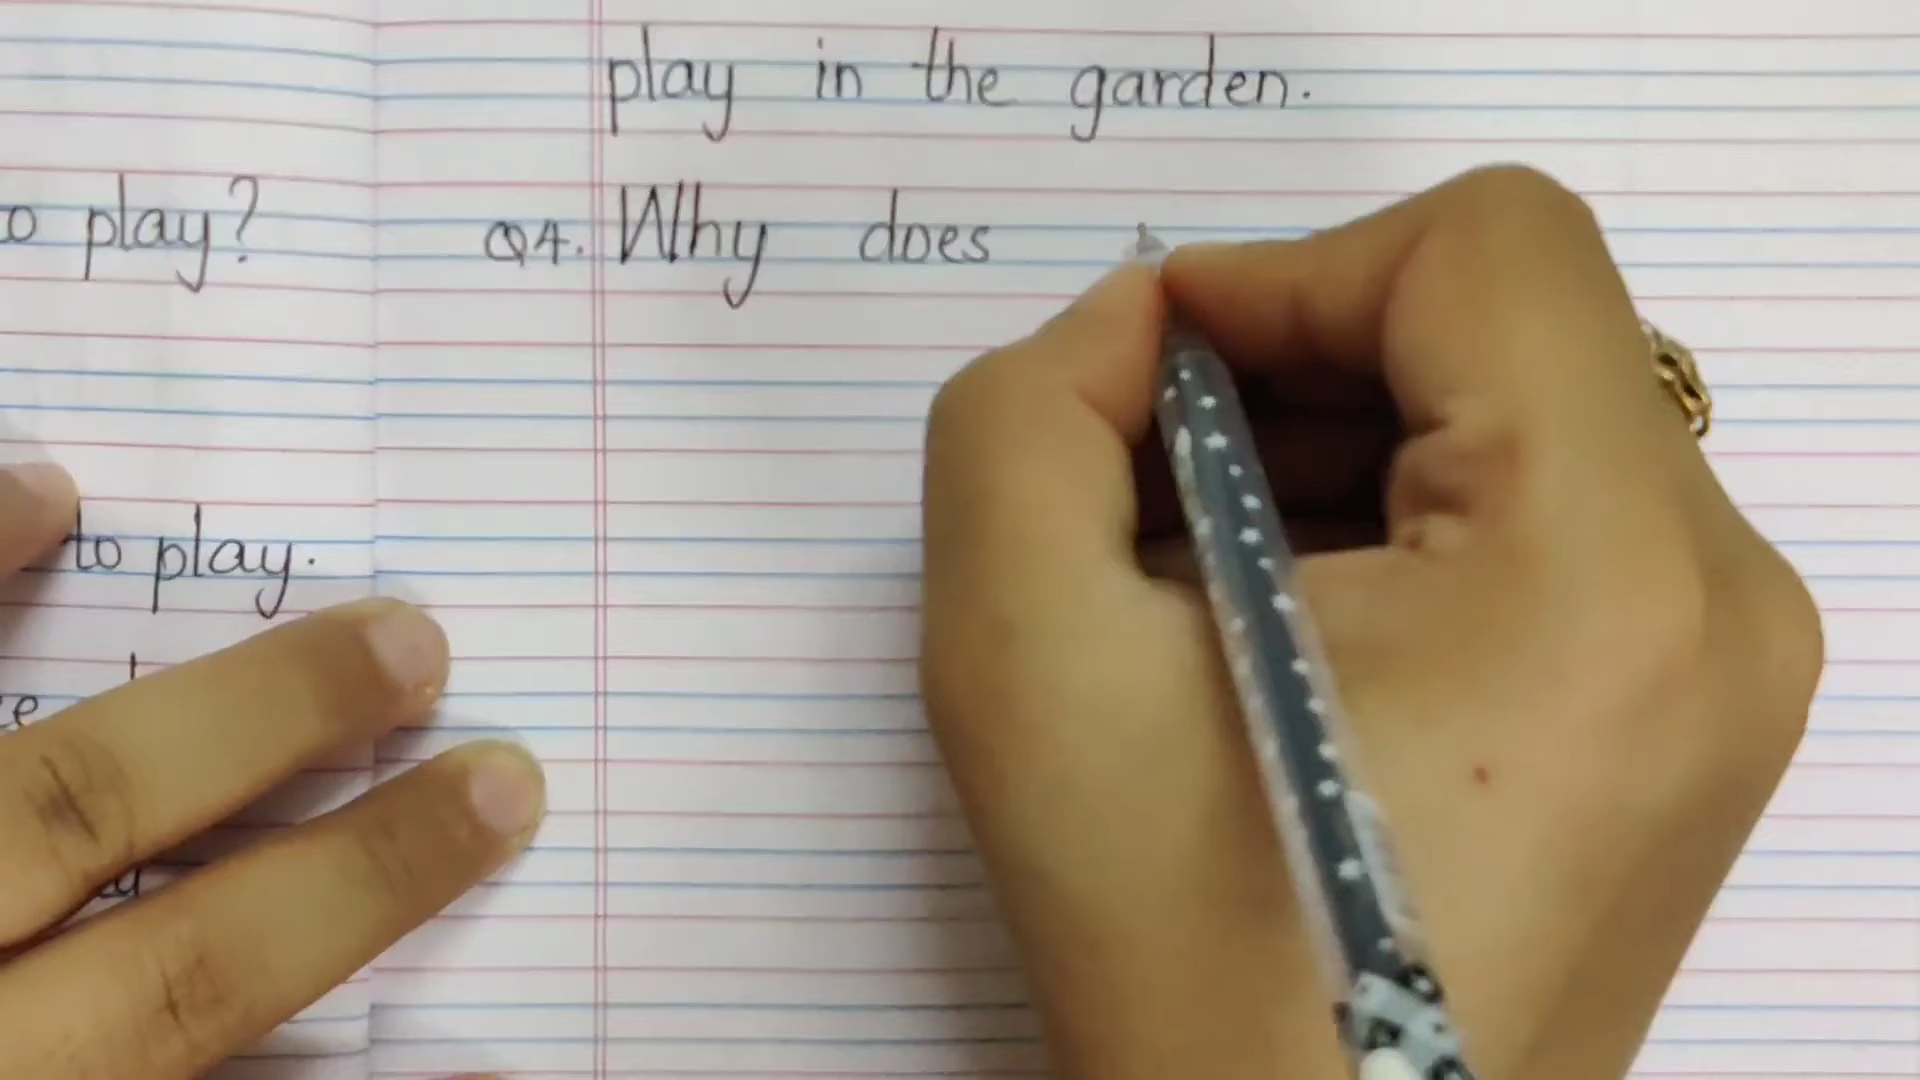 o play?
to play.
play in the garden.
Q4. Why does